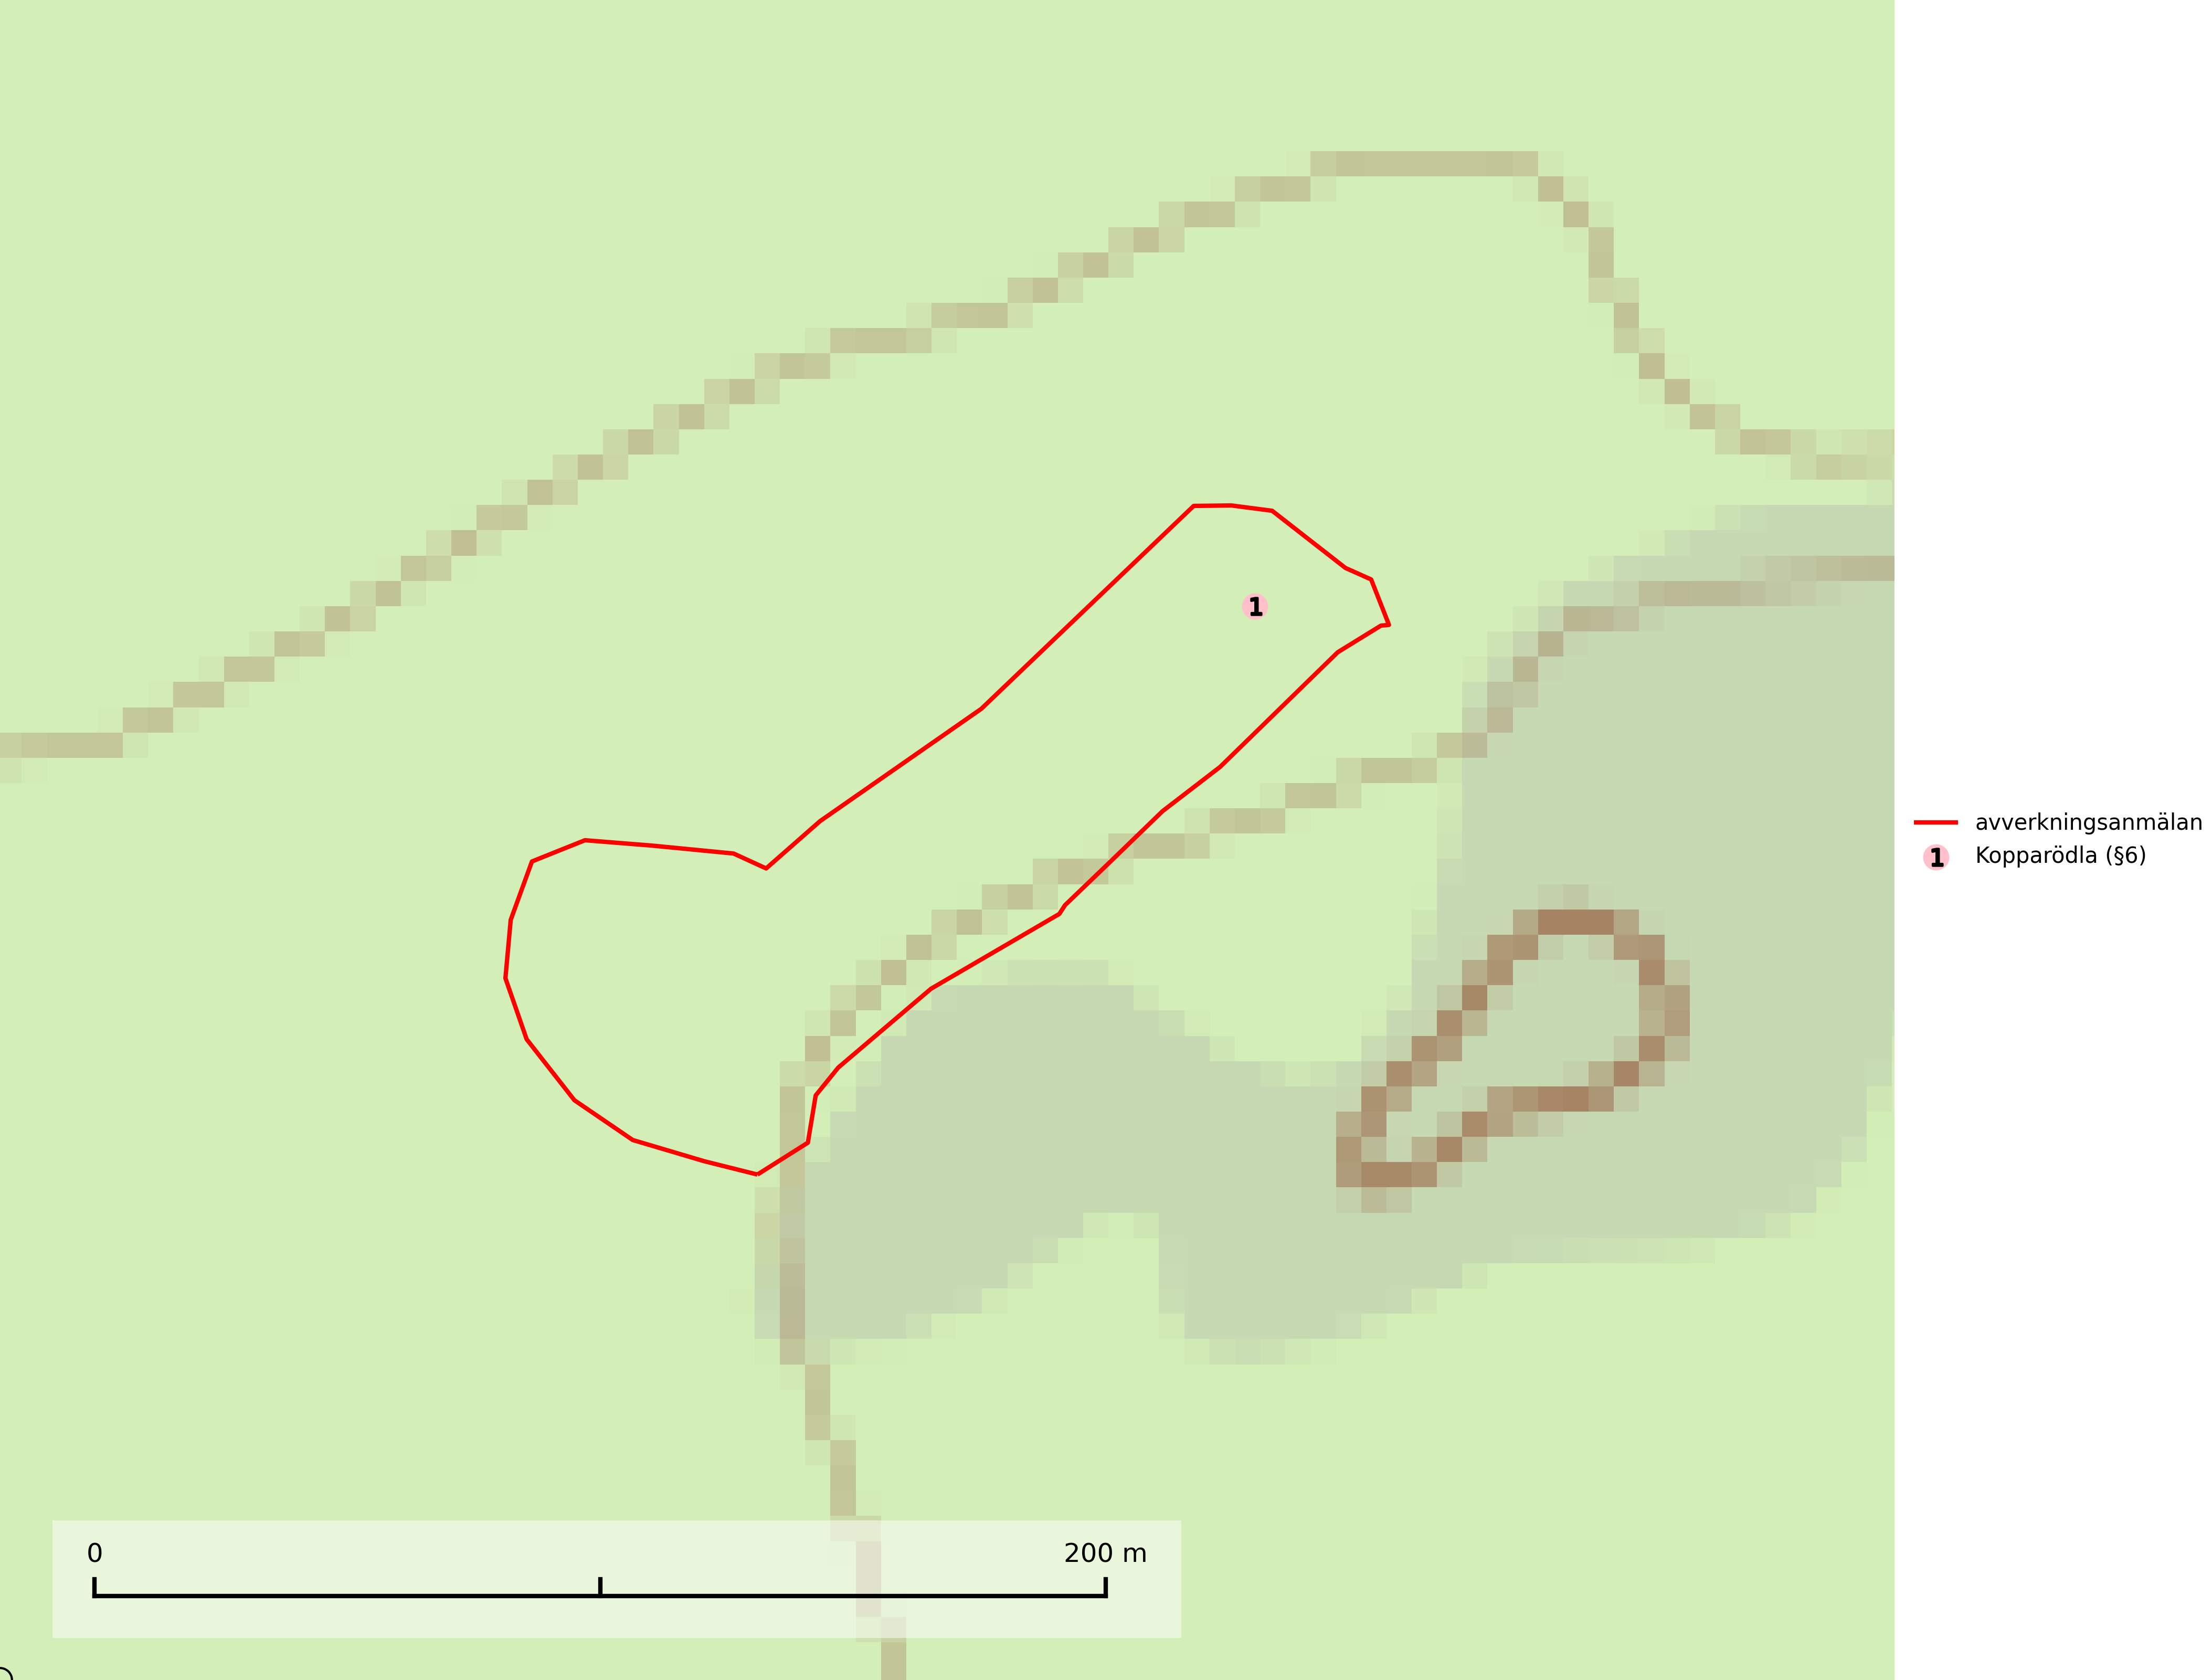 1
avverkningsanmälan
1 Kopparödla (§6)
0 200 m